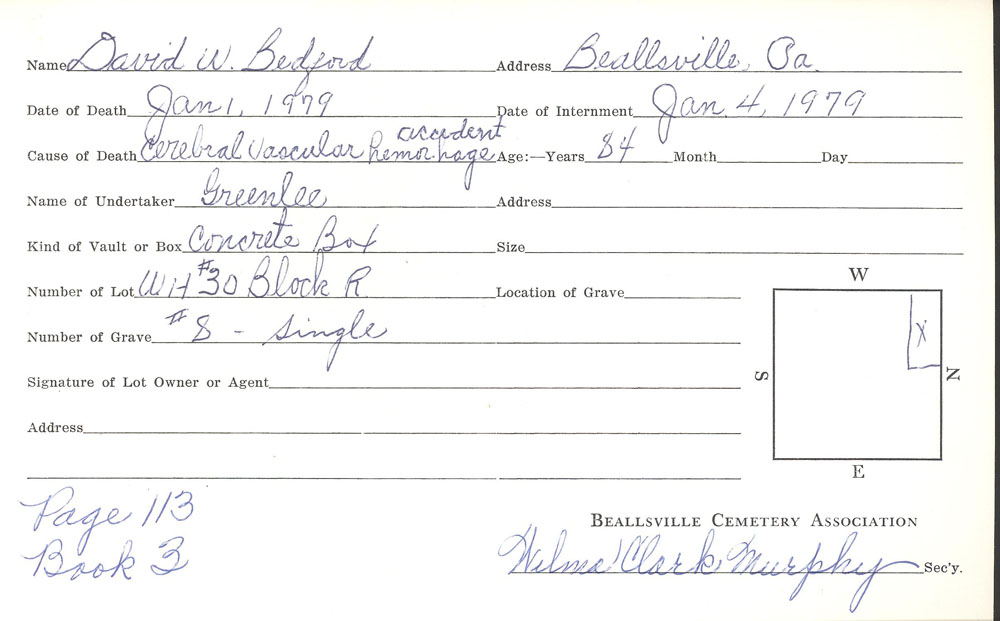 Name David W. Bedford Address Beallsville, Pa.
Date of Death Jan 1, 1979 Date of Internment Jan. 4, 1979
accident
Cause of Death Cerebral Vascular hemorrhage Age:—Years 84 Month Day
Name of Undertaker Greenlee Address
Kind of Vault or Box Concrete Box Size
Number of Lot WH #30 Block R Location of Grave
W
Number of Grave #8 - single
X
Signature of Lot Owner or Agent
S N
Address
E
Page 113
Book 3
BEALLSVILLE CEMETERY ASSOCIATION
Wilma Clark Murphy Sec'y.